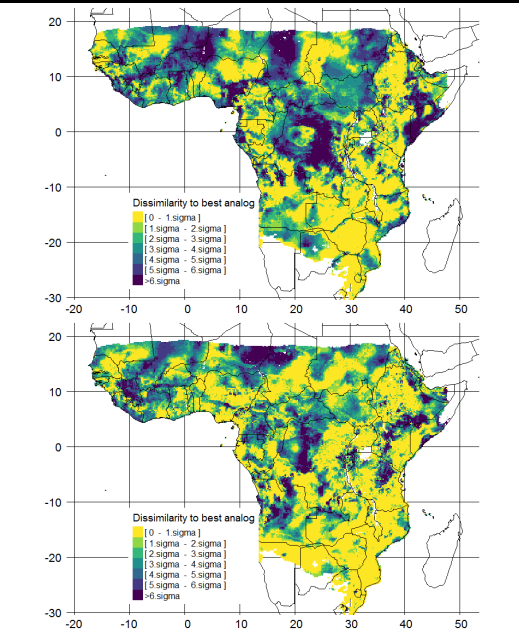 20
10
0
-10
-20
-30
Dissimilarity to best analog
[ 0 - 1.sigma ]
[ 1.sigma - 2.sigma ]
[ 2.sigma - 3.sigma ]
[ 3.sigma - 4.sigma ]
[ 4.sigma - 5.sigma ]
[ 5.sigma - 6.sigma ]
>6.sigma
-20 -10 0 10 20 30 40 50
20
10
0
-10
-20
-30
Dissimilarity to best analog
[ 0 - 1.sigma ]
[ 1.sigma - 2.sigma ]
[ 2.sigma - 3.sigma ]
[ 3.sigma - 4.sigma ]
[ 4.sigma - 5.sigma ]
[ 5.sigma - 6.sigma ]
>6.sigma
-20 -10 0 10 20 30 40 50